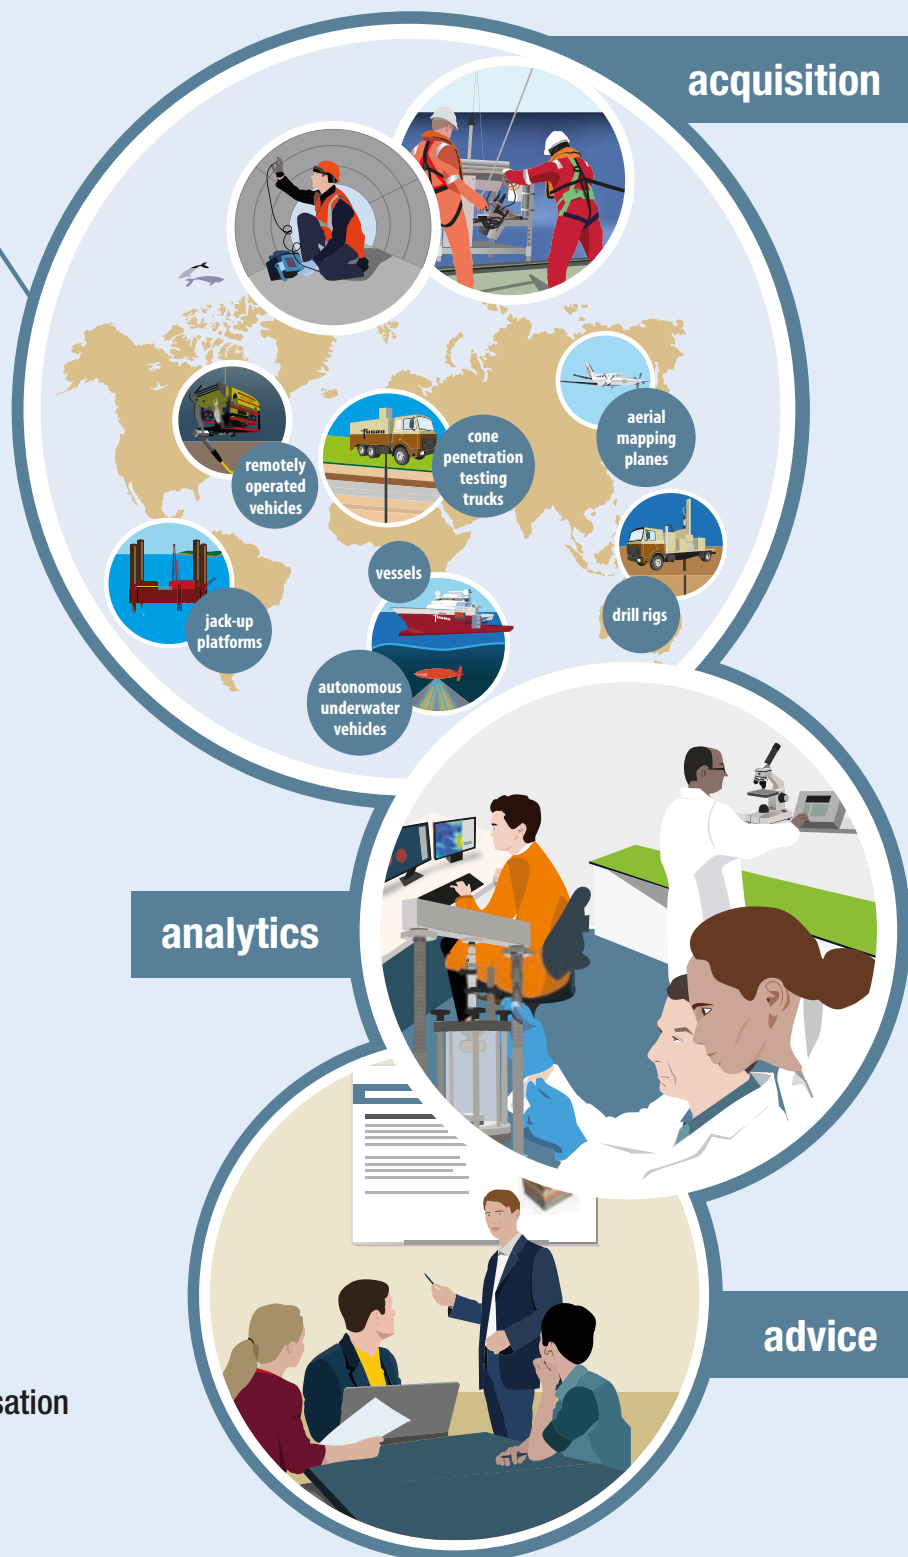 acquisition
aerial
mapping
planes
cone
penetration
testing
trucks
remotely
operated
vehicles
vessels
drill rigs
jack-up
platforms
autonomous
underwater
vehicles
analytics
advice
sation